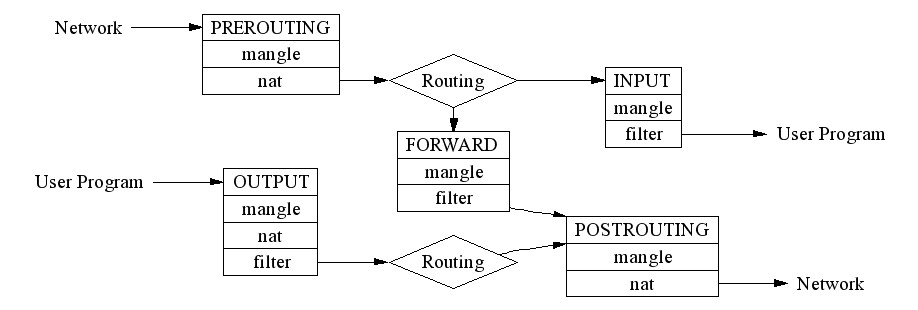 Network
PREROUTING
mangle
nat
Routing
INPUT
mangle
filter
User Program
FORWARD
mangle
filter
User Program
OUTPUT
mangle
nat
filter
Routing
POSTROUTING
mangle
nat
Network